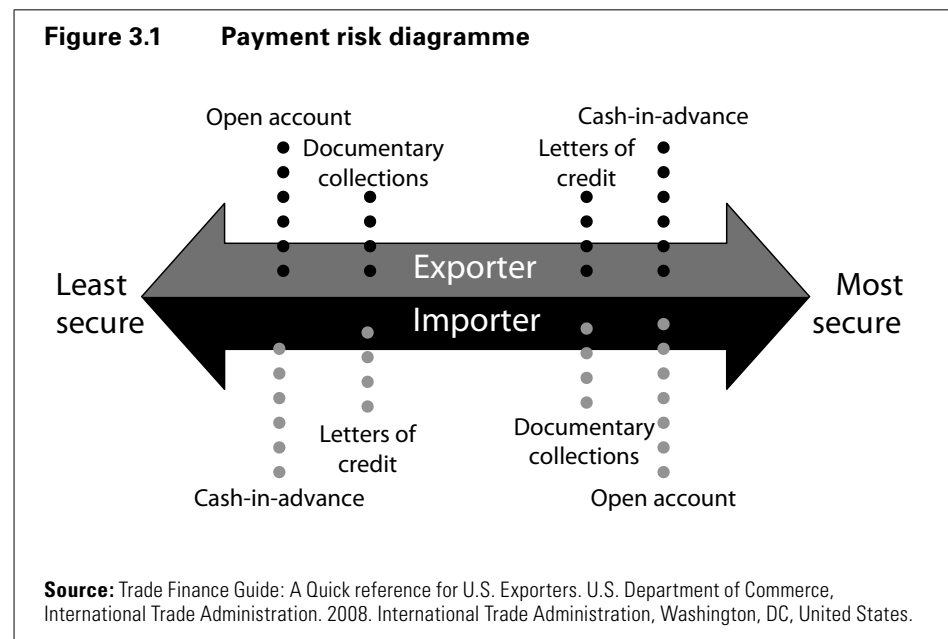 Figure 3.1 Payment risk diagramme
Open account
Documentary
collections
Cash-in-advance
Letters of
credit
Least
secure
Exporter
Importer
Most
secure
Letters of
credit
Cash-in-advance
Documentary
collections
Open account
Source: Trade Finance Guide: A Quick reference for U.S. Exporters. U.S. Department of Commerce,
International Trade Administration. 2008. International Trade Administration, Washington, DC, United States.